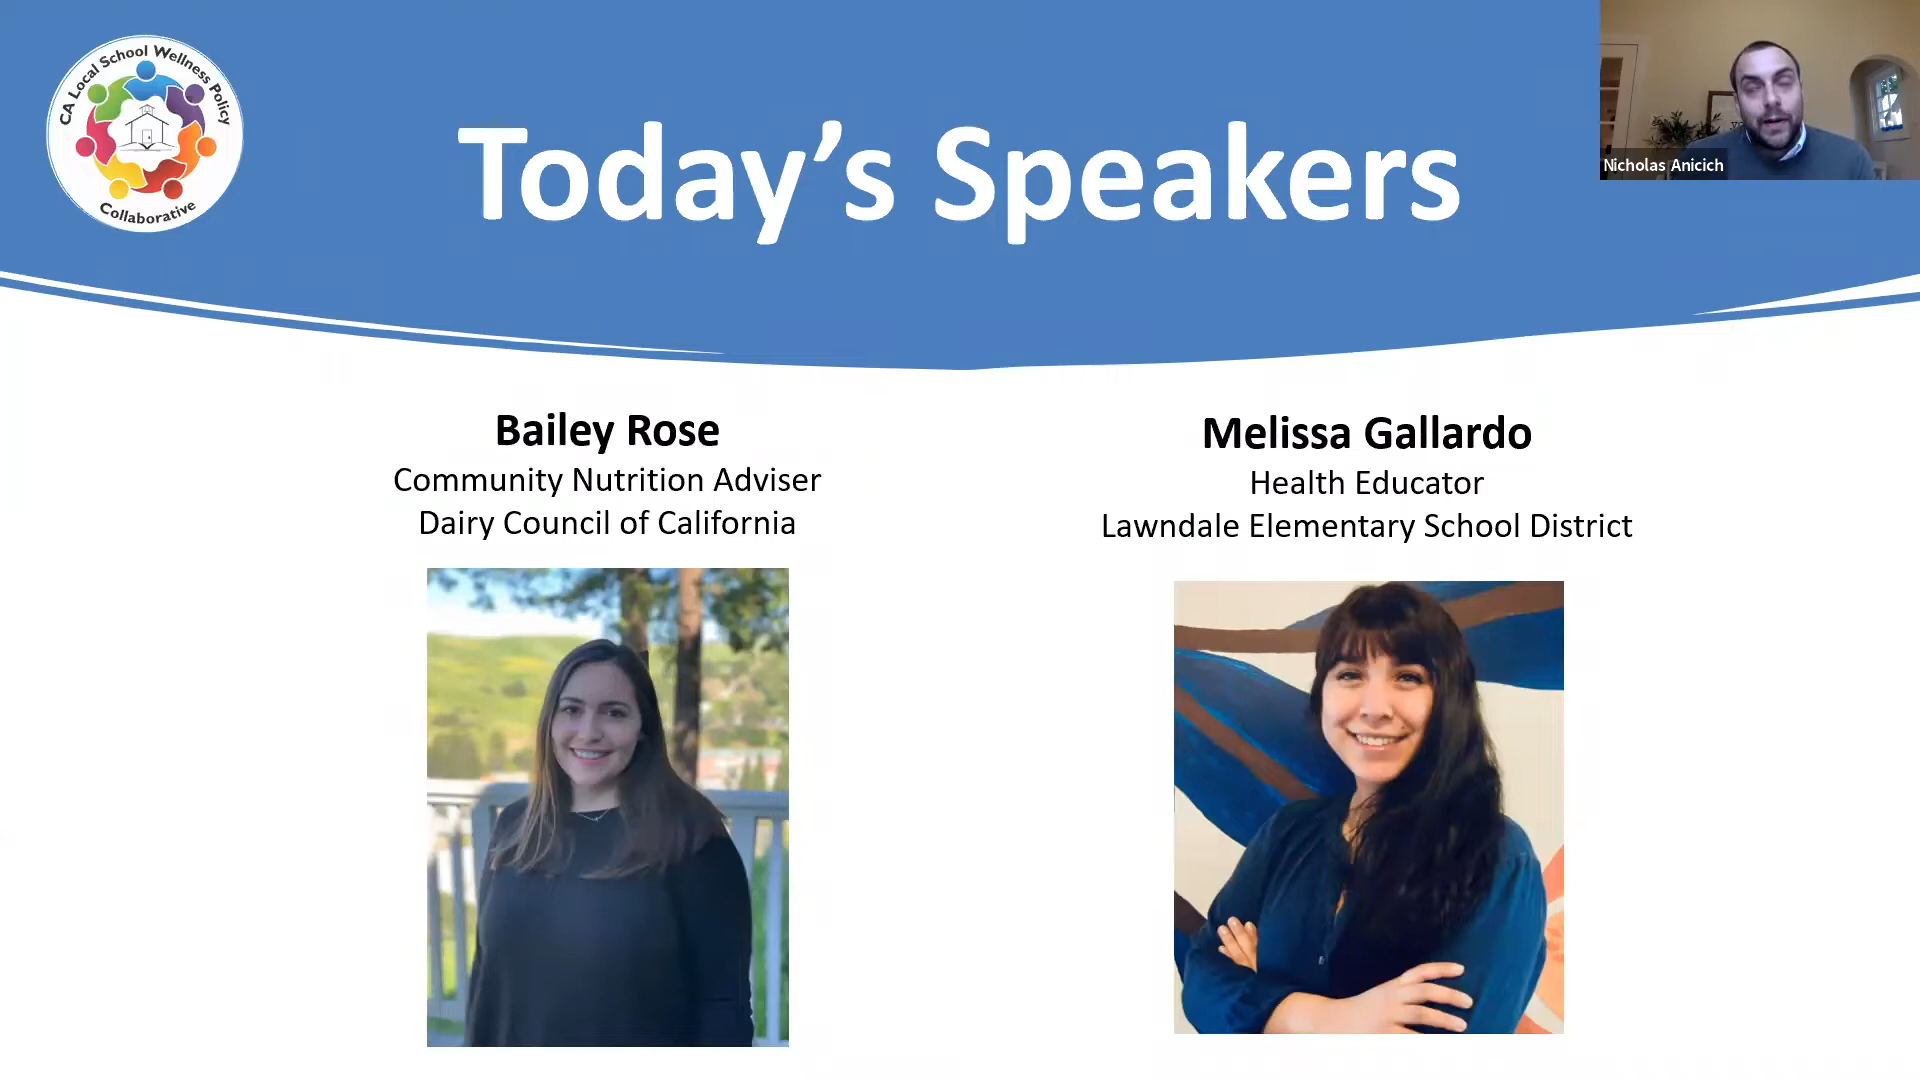 CA Local School Wellness Policy
Collaborative
Today's Speakers
Nicholas Anicich
Bailey Rose
Community Nutrition Adviser
Dairy Council of California
Melissa Gallardo
Health Educator
Lawndale Elementary School District